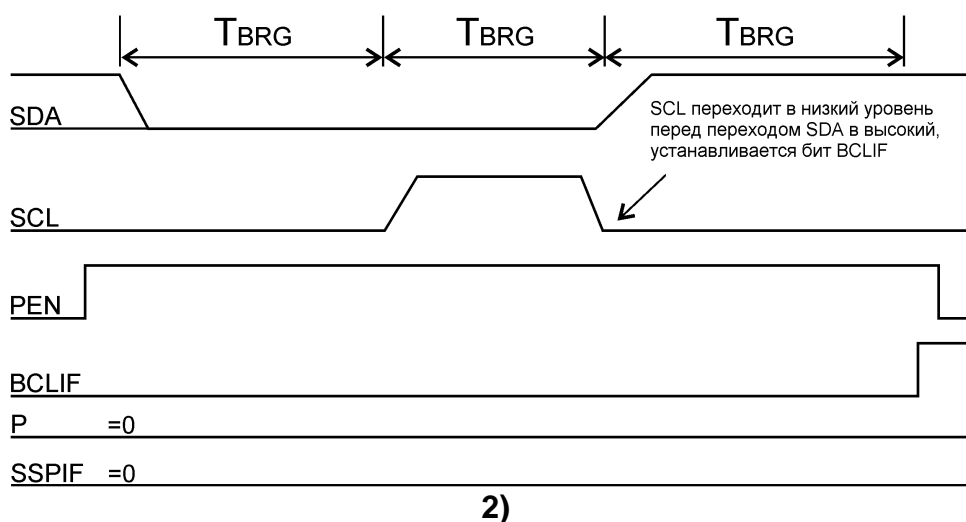 TBRG TBRG TBRG
SDA
SCL переходит в низкий уровень
перед переходом SDA в высокий,
устанавливается бит BCLIF
SCL
PEN
BCLIF
P =0
SSPIF =0
2)